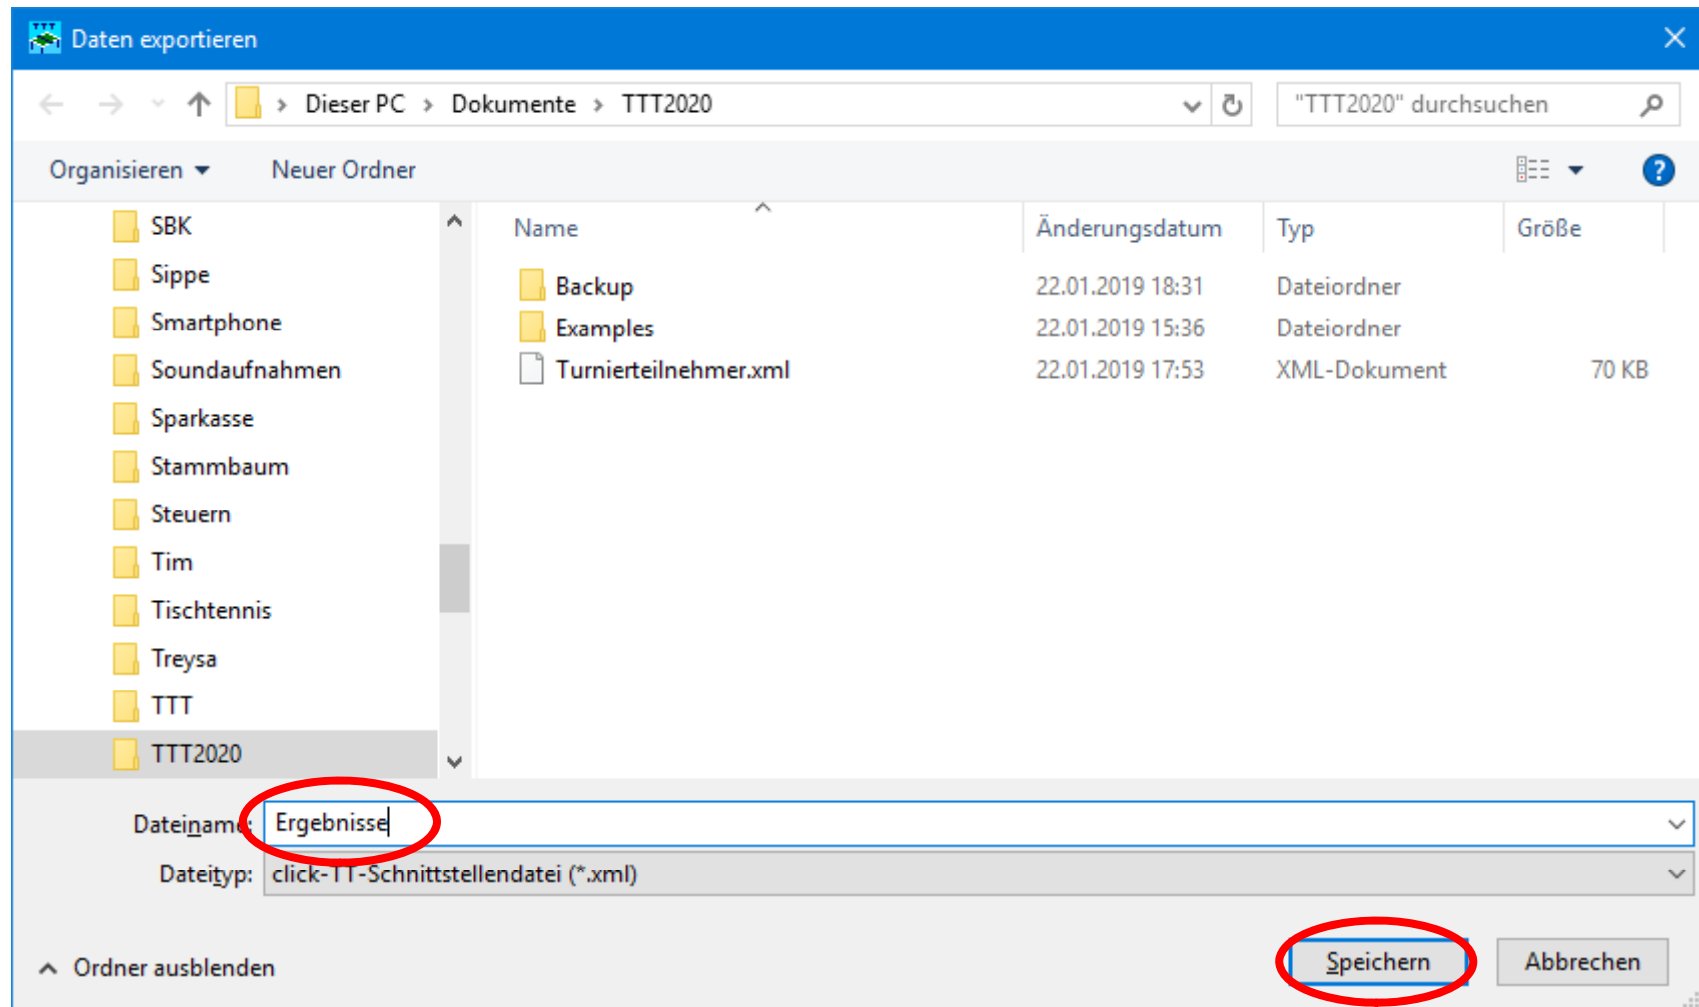 TTT
Daten exportieren
Dieser PC > Dokumente > TTT2020
"TTT2020" durchsuchen
Organisieren Neuer Ordner ?
Name Änderungsdatum Typ Größe
SBK
Sippe
Smartphone
Soundaufnahmen
Sparkasse
Stammbaum
Steuern
Tim
Tischtennis
Treysa
TTT
TTT2020
Backup 22.01.2019 18:31 Dateiordner
Examples 22.01.2019 15:36 Dateiordner
Turnierteilnehmer.xml 22.01.2019 17:53 XML-Dokument 70 KB
Dateiname: Ergebnisse
Dateityp: click-TT-Schnittstellendatei (*.xml)
Ordner ausblenden
Speichern Abbrechen